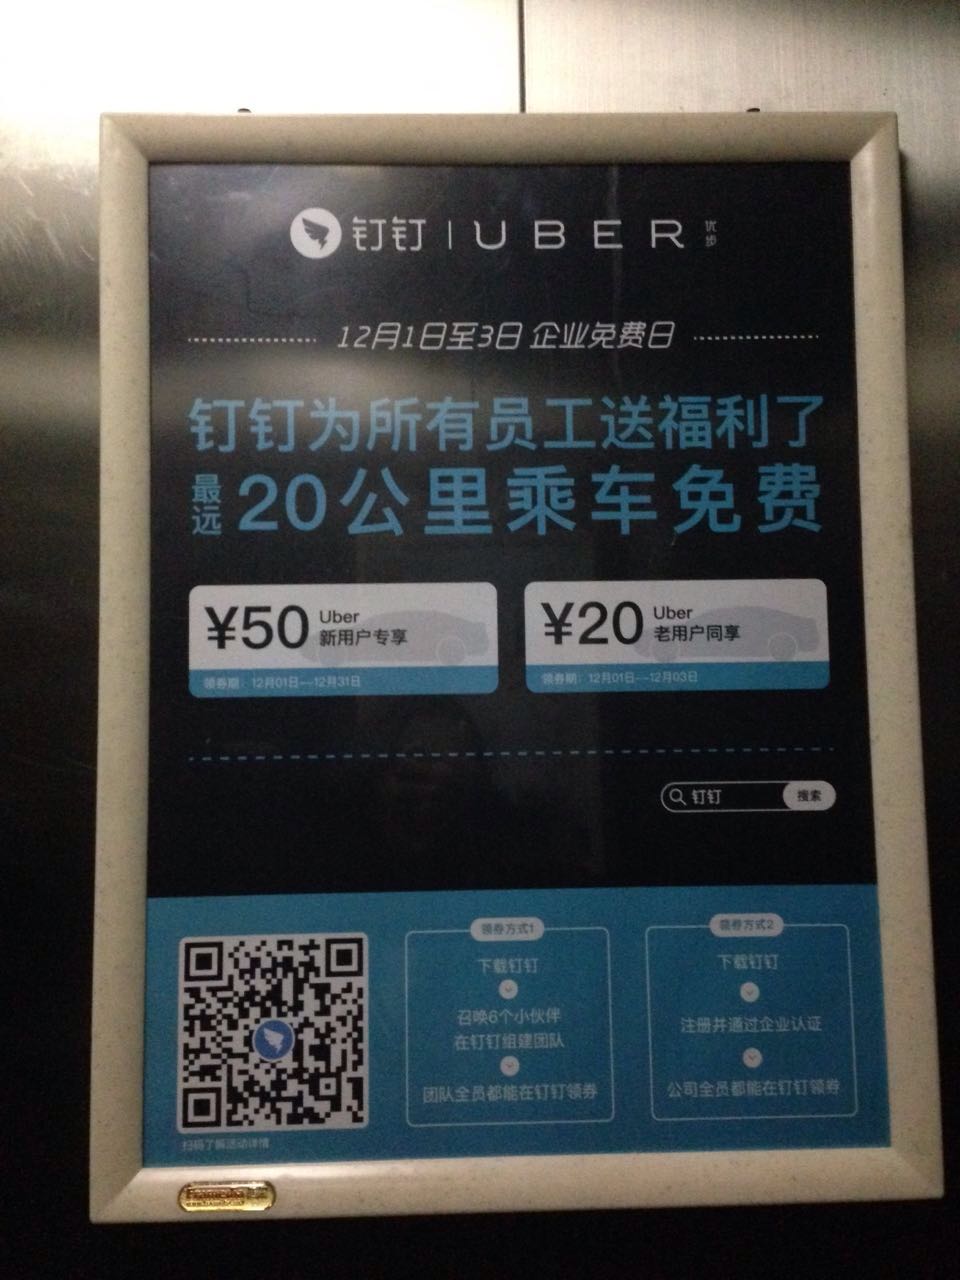 钉钉 | UBER 优步
12月1日至3日 企业免费日
钉钉为所有员工送福利了
最远 20公里乘车免费
¥50 Uber 新用户专享
领券期：12月01日—12月31日
¥20 Uber 老用户同享
领券期：12月01日—12月03日
钉钉 搜索
领券方式1
下载钉钉
召唤6个小伙伴
在钉钉组建团队
团队全员都能在钉钉领券
领券方式2
下载钉钉
注册并通过企业认证
公司全员都能在钉钉领券
扫码了解活动详情